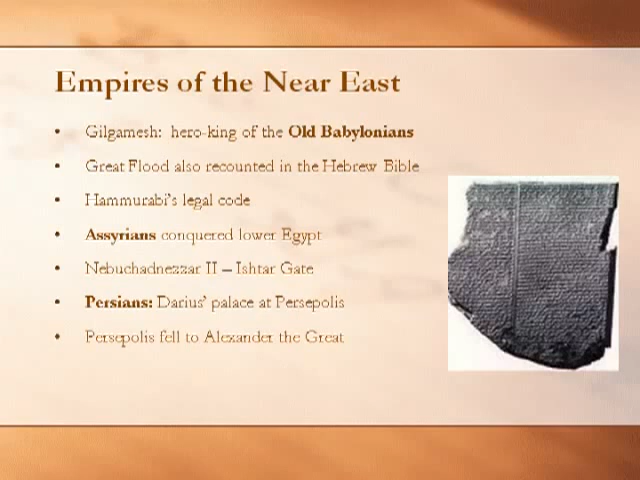 Empires of the Near East
• Gilgamesh: hero-king of the Old Babylonians
• Great Flood also recounted in the Hebrew Bible
• Hammurabi's legal code
• Assyrians conquered lower Egypt
• Nebuchadnezzar II – Ishtar Gate
• Persians: Darius' palace at Persepolis
• Persepolis fell to Alexander the Great